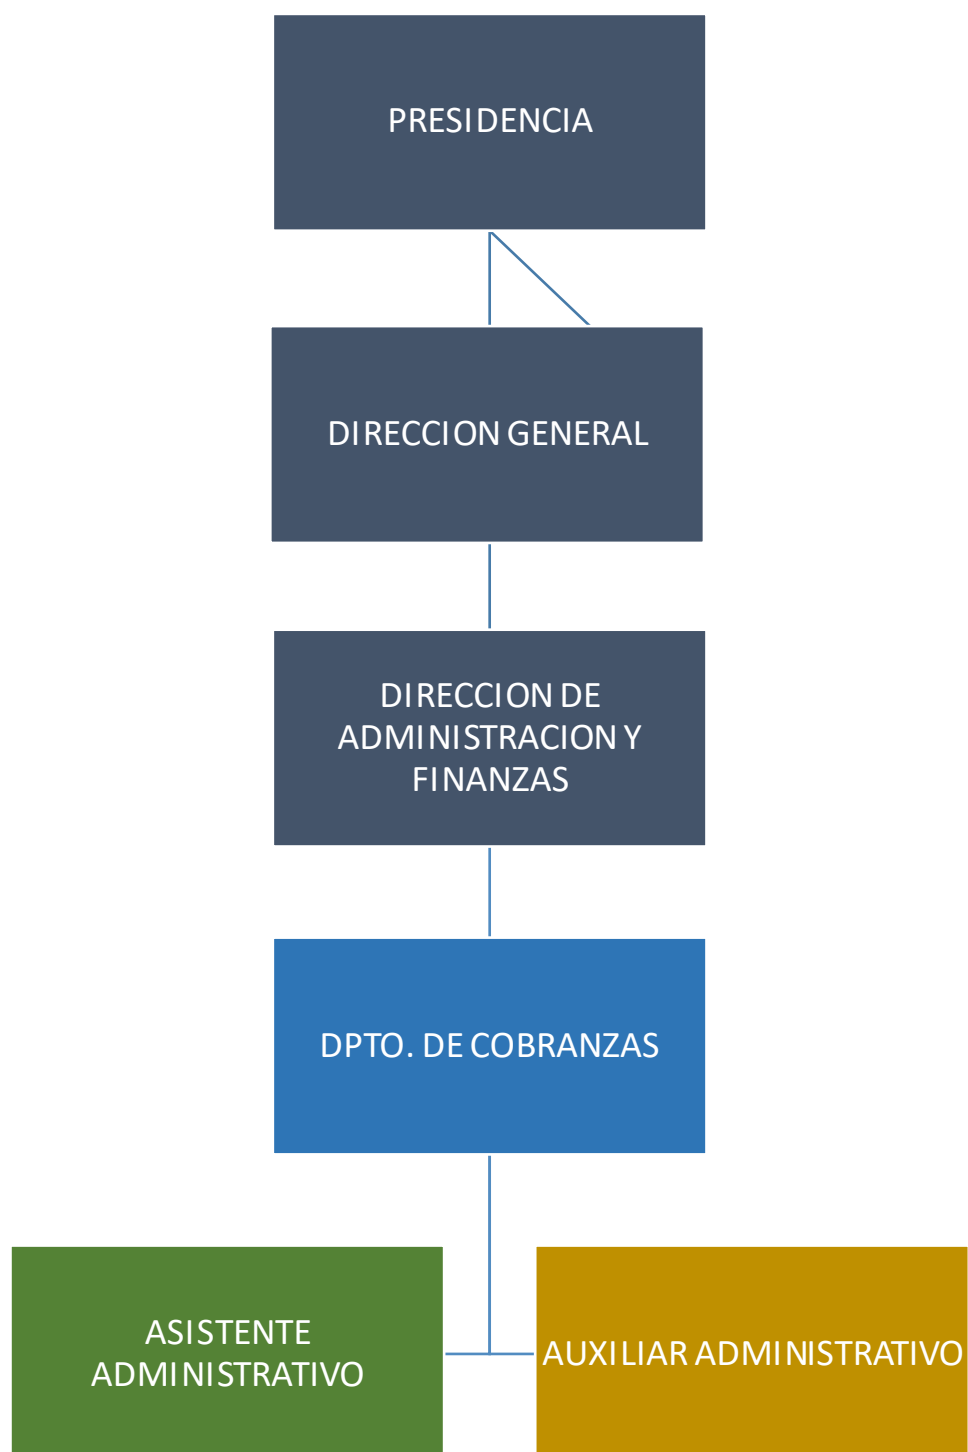 PRESIDENCIA
DIRECCION GENERAL
DIRECCION DE
ADMINISTRACION Y
FINANZAS
DPTO. DE COBRANZAS
ASISTENTE
ADMINISTRATIVO
AUXILIAR ADMINISTRATIVO